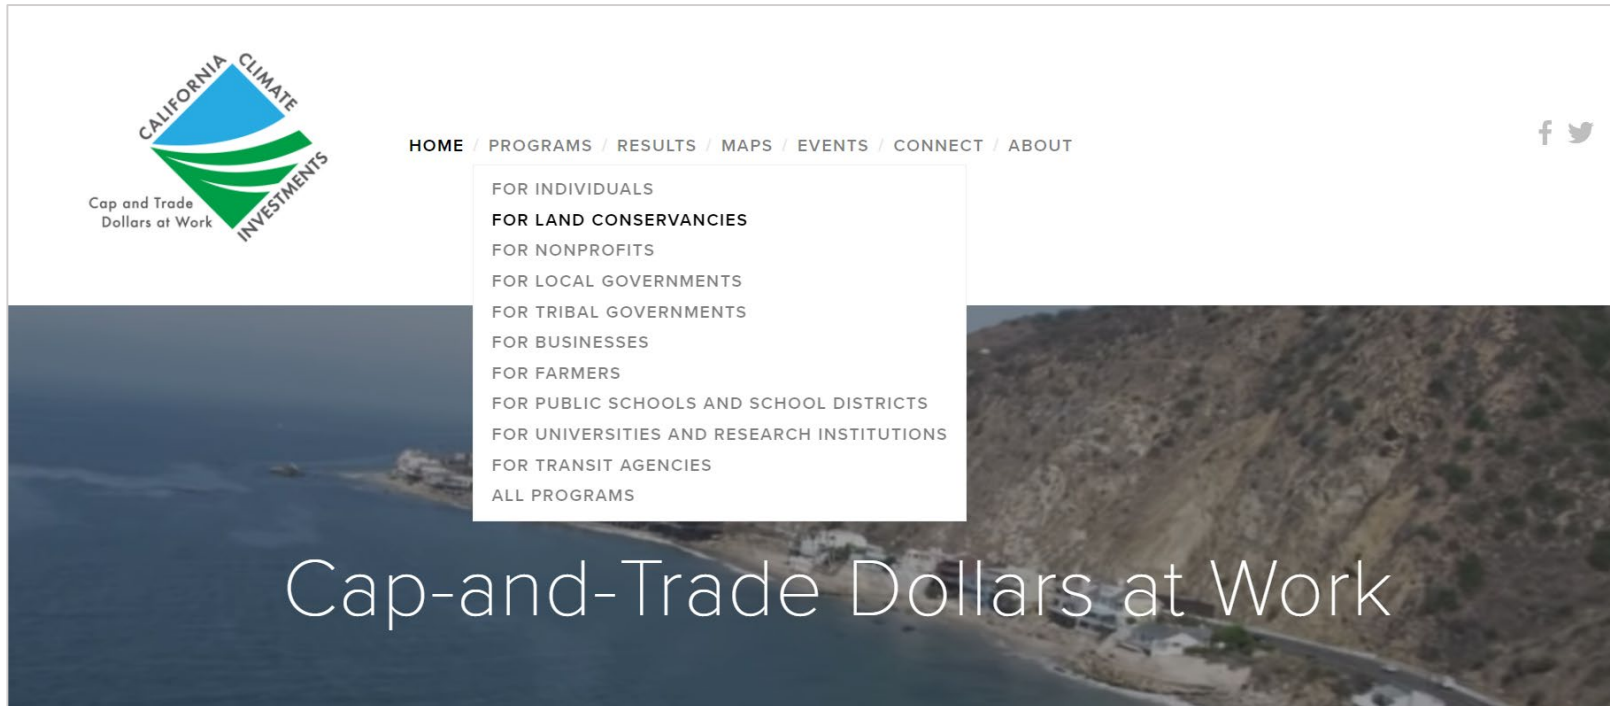 CALIFORNIA CLIMATE
INVESTMENTS
Cap and Trade
Dollars at Work
HOME / PROGRAMS / RESULTS / MAPS / EVENTS / CONNECT / ABOUT
FOR INDIVIDUALS
FOR LAND CONSERVANCIES
FOR NONPROFITS
FOR LOCAL GOVERNMENTS
FOR TRIBAL GOVERNMENTS
FOR BUSINESSES
FOR FARMERS
FOR PUBLIC SCHOOLS AND SCHOOL DISTRICTS
FOR UNIVERSITIES AND RESEARCH INSTITUTIONS
FOR TRANSIT AGENCIES
ALL PROGRAMS
Cap-and-Trade Dollars at Work